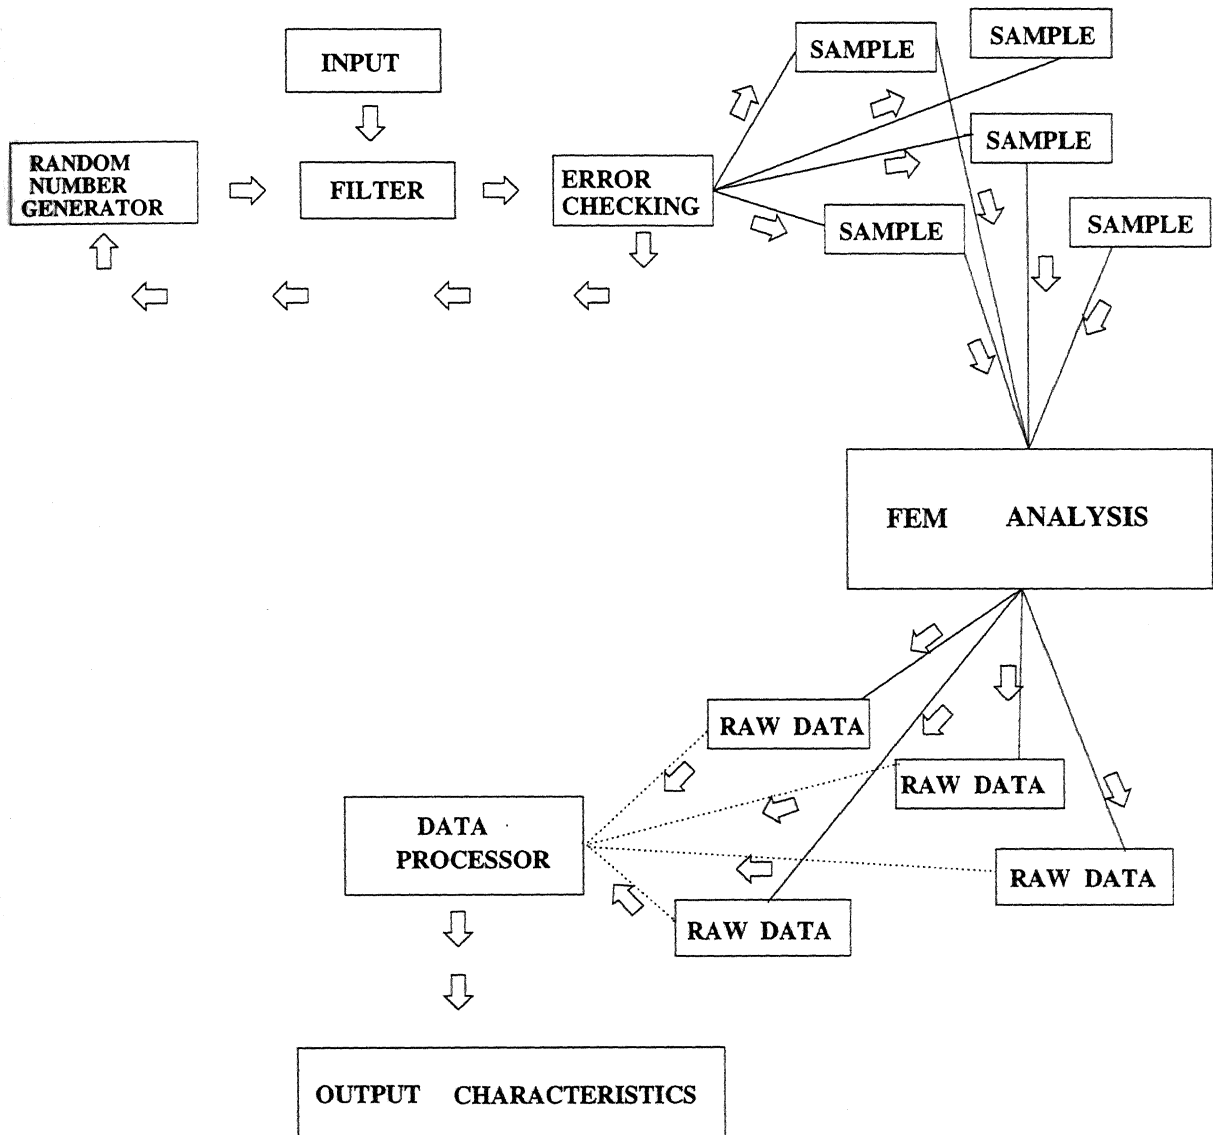 INPUT
SAMPLE
SAMPLE
RANDOM
NUMBER
GENERATOR
FILTER
ERROR
CHECKING
SAMPLE
SAMPLE
SAMPLE
FEM ANALYSIS
RAW DATA
RAW DATA
DATA
PROCESSOR
RAW DATA
RAW DATA
OUTPUT CHARACTERISTICS